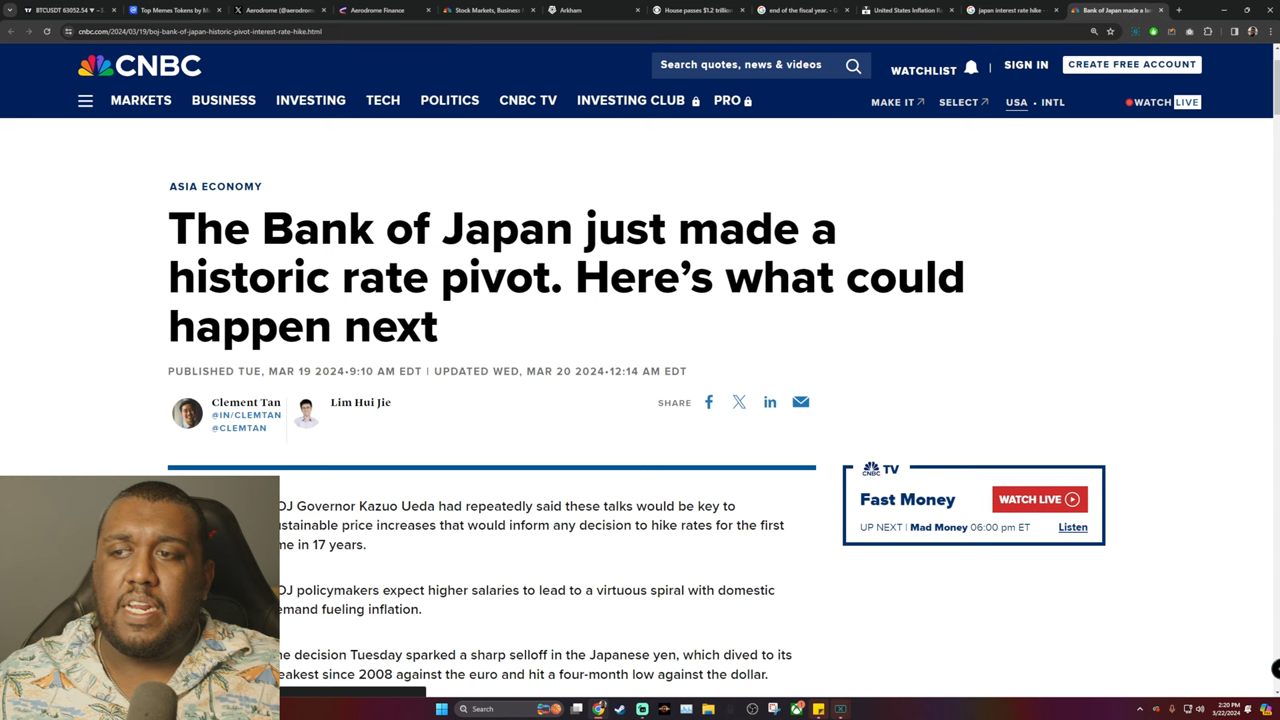 BTCUSDT 63052.54
Top Memes Tokens by M
Aerodrome (@aerodro
Aerodrome Finance
Stock Markets, Business
Arkham
House passes $1.2 trillion
end of the fiscal year. - G
United States Inflation R
japan interest rate hike -
Bank of Japan made a
cnbc.com/2024/03/19/boj-bank-of-japan-historic-pivot-interest-rate-hike.html
CNBC
Search quotes, news & videos
WATCHLIST
SIGN IN
CREATE FREE ACCOUNT
MARKETS BUSINESS INVESTING TECH POLITICS CNBC TV INVESTING CLUB PRO
MAKE IT SELECT USA • INTL WATCH LIVE
ASIA ECONOMY
The Bank of Japan just made a
historic rate pivot. Here's what could
happen next
PUBLISHED TUE, MAR 19 2024•9:10 AM EDT | UPDATED WED, MAR 20 2024•12:14 AM EDT
Clement Tan
@IN/CLEMTAN
@CLEMTAN
Lim Hui Jie
SHARE
OJ Governor Kazuo Ueda had repeatedly said these talks would be key to
stainable price increases that would inform any decision to hike rates for the first
me in 17 years.
OJ policymakers expect higher salaries to lead to a virtuous spiral with domestic
emand fueling inflation.
e decision Tuesday sparked a sharp selloff in the Japanese yen, which dived to its
eakest since 2008 against the euro and hit a four-month low against the dollar.
CNBC TV
Fast Money
WATCH LIVE
UP NEXT | Mad Money 06:00 pm ET
Listen
Search
2:20 PM
3/22/2024